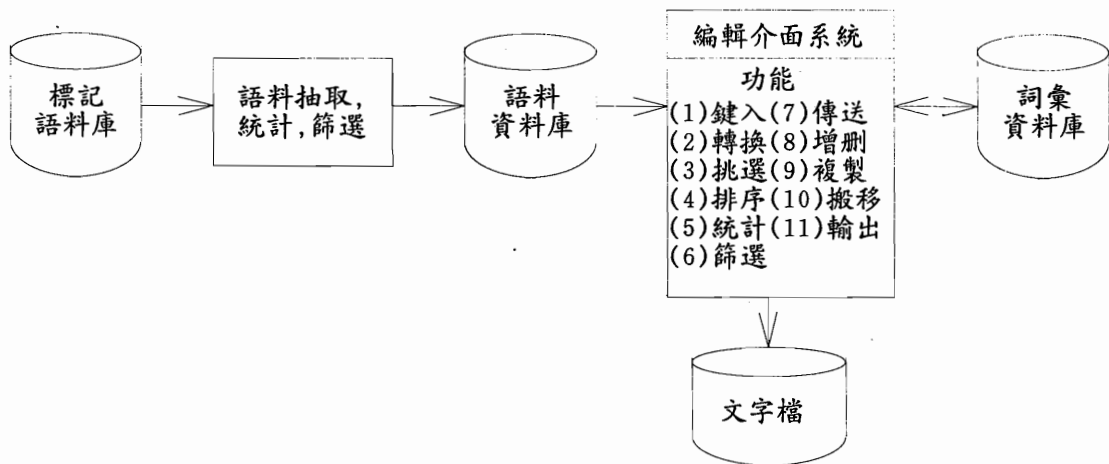 標記
語料庫
語料抽取,
統計,篩選
語料
資料庫
編輯介面系統
功能
(1)鍵入(7)傳送
(2)轉換(8)增刪
(3)挑選(9)複製
(4)排序(10)搬移
(5)統計(11)輸出
(6)篩選
詞彙
資料庫
文字檔